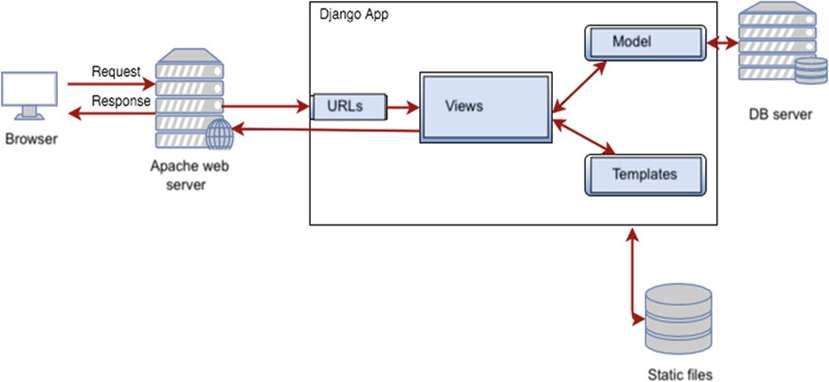 Django App
Model
Request
Response
URLs
Views
Browser
DB server
Apache web
server
Templates
Static files